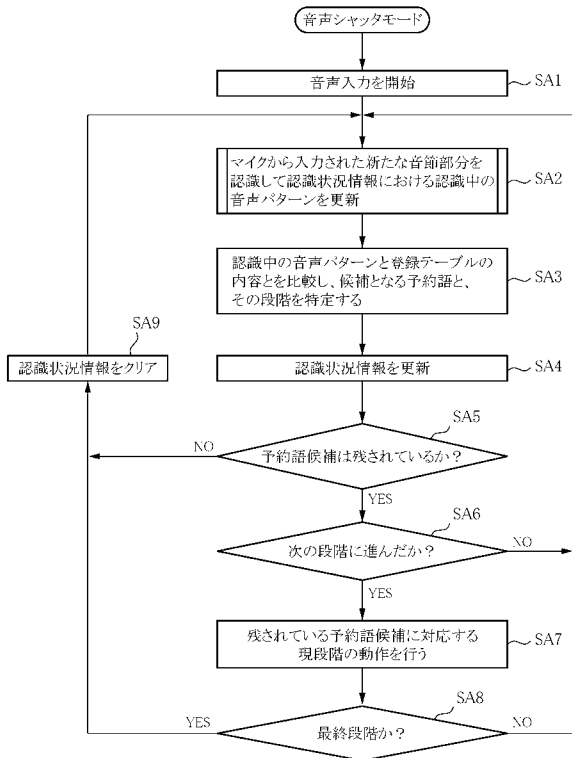 音声シャッタモード
音声入力を開始
SA1
マイクから入力された新たな音節部分を
認識して認識状況情報における認識中の
音声パターンを更新
SA2
認識中の音声パターンと登録テーブルの
内容とを比較し、候補となる予約語と、
その段階を特定する
SA3
SA9
認識状況情報をクリア
認識状況情報を更新
SA4
SA5
予約語候補は残されているか？
NO
YES
SA6
次の段階に進んだか？
NO
YES
残されている予約語候補に対応する
現段階の動作を行う
SA7
SA8
最終段階か？
YES
NO